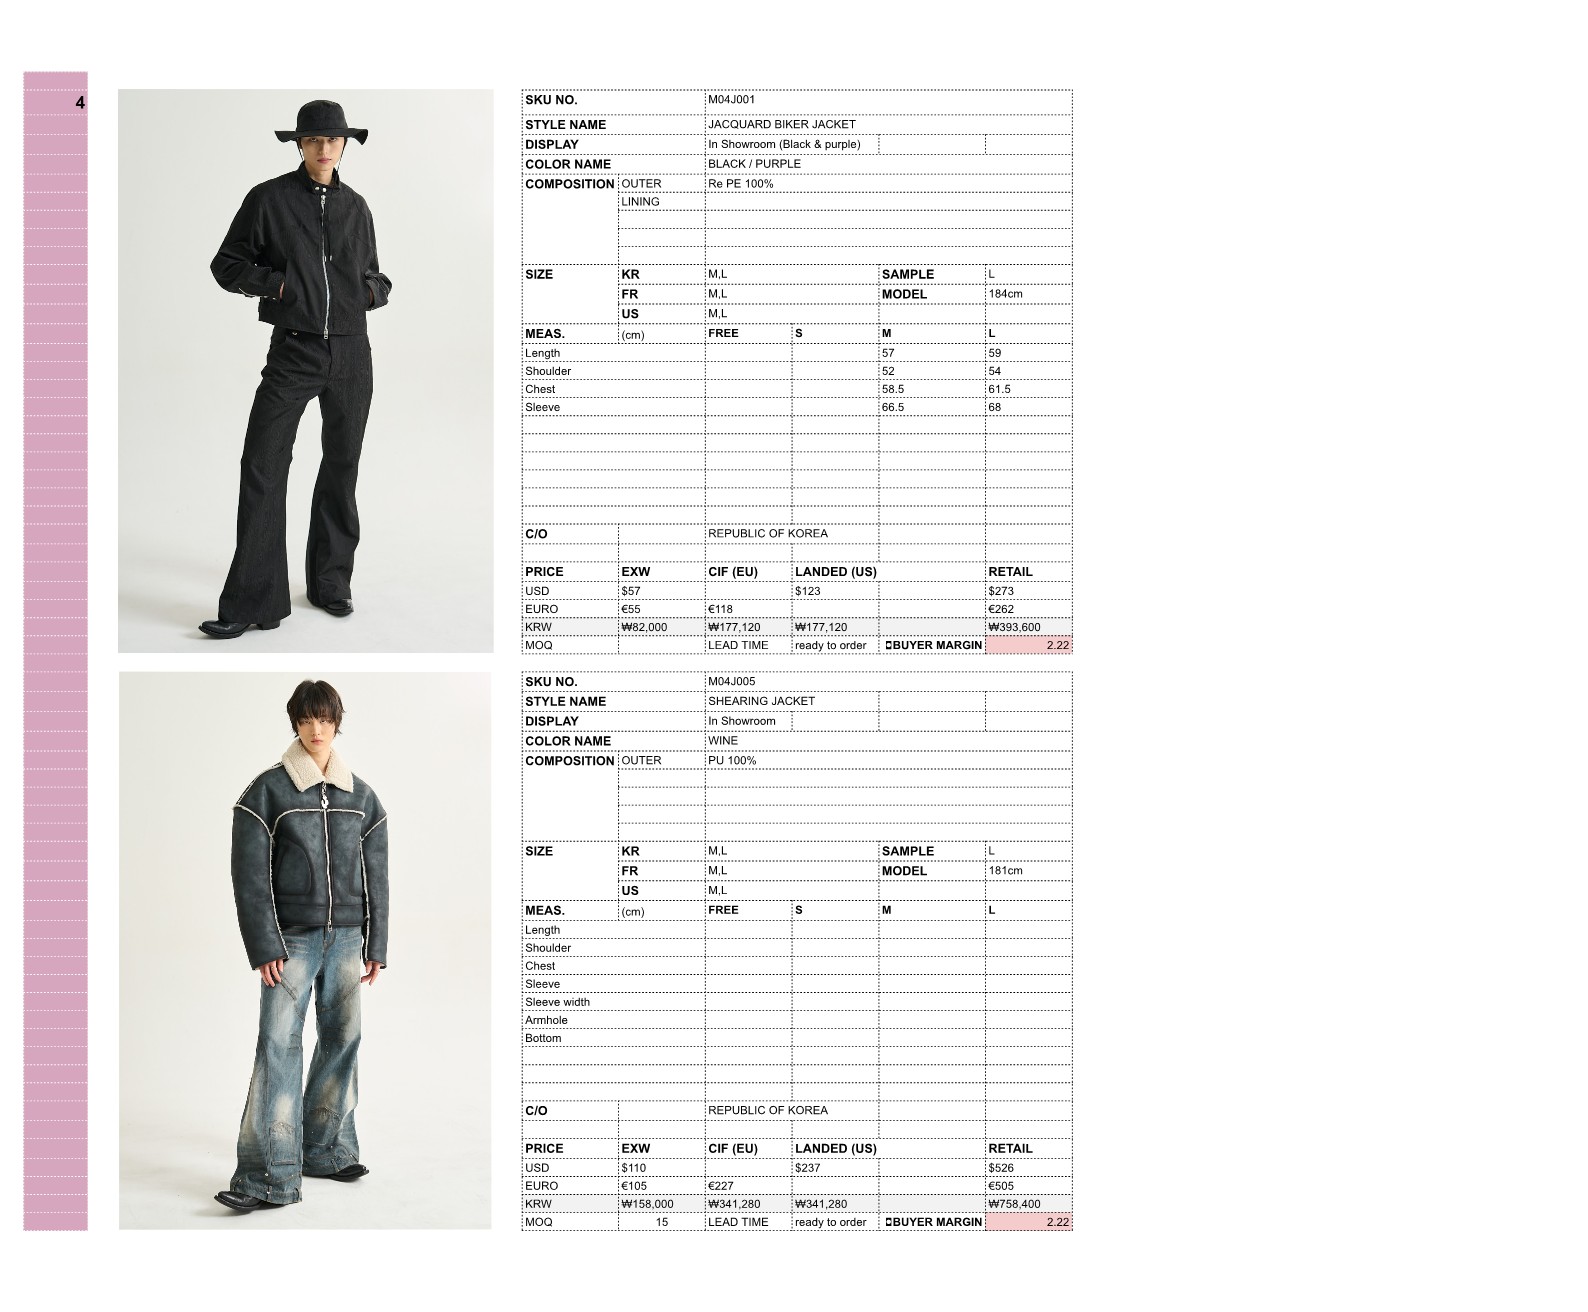 4
SKU NO. M04J001
STYLE NAME JACQUARD BIKER JACKET
DISPLAY In Showroom (Black & purple)
COLOR NAME BLACK / PURPLE
COMPOSITION OUTER Re PE 100%
LINING
SIZE KR M,L SAMPLE L
FR M,L MODEL 184cm
US M,L
MEAS. (cm) FREE S M L
Length 57 59
Shoulder 52 54
Chest 58.5 61.5
Sleeve 66.5 68
C/O REPUBLIC OF KOREA
PRICE EXW CIF (EU) LANDED (US) RETAIL
USD $57 $123 $273
EURO €55 €118 €262
KRW ₩82,000 ₩177,120 ₩177,120 ₩393,600
MOQ LEAD TIME ready to order BUYER MARGIN 2.22
SKU NO. M04J005
STYLE NAME SHEARING JACKET
DISPLAY In Showroom
COLOR NAME WINE
COMPOSITION OUTER PU 100%
SIZE KR M,L SAMPLE L
FR M,L MODEL 181cm
US M,L
MEAS. (cm) FREE S M L
Length
Shoulder
Chest
Sleeve
Sleeve width
Armhole
Bottom
C/O REPUBLIC OF KOREA
PRICE EXW CIF (EU) LANDED (US) RETAIL
USD $110 $237 $526
EURO €105 €227 €505
KRW ₩158,000 ₩341,280 ₩341,280 ₩758,400
MOQ 15 LEAD TIME ready to order BUYER MARGIN 2.22